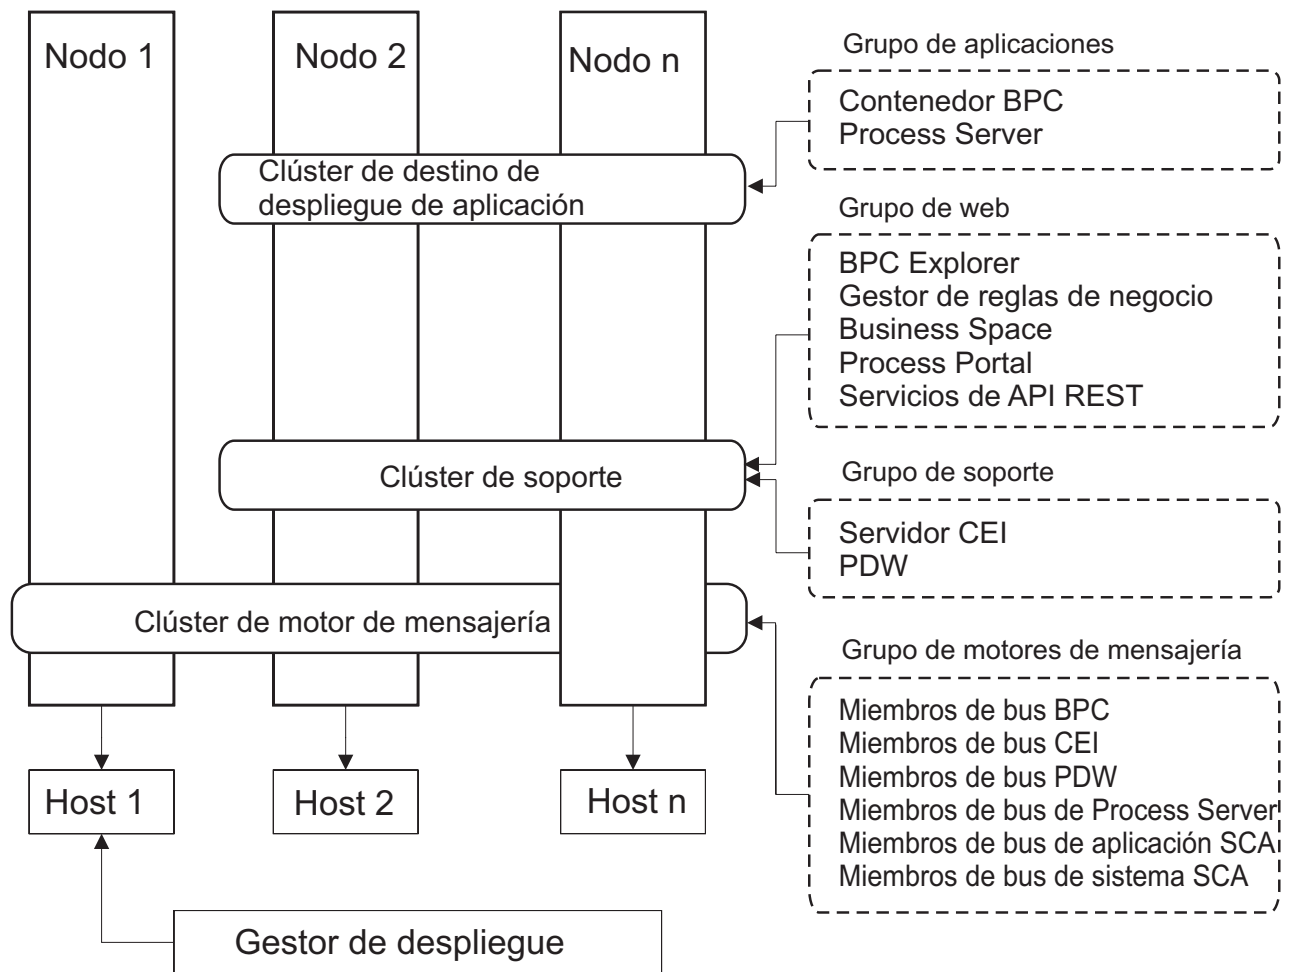 Nodo 1
Nodo 2
Nodo n
Grupo de aplicaciones
Contenedor BPC
Process Server
Clúster de destino de
despliegue de aplicación
Grupo de web
BPC Explorer
Gestor de reglas de negocio
Business Space
Process Portal
Servicios de API REST
Clúster de soporte
Grupo de soporte
Servidor CEI
PDW
Clúster de motor de mensajería
Grupo de motores de mensajería
Miembros de bus BPC
Miembros de bus CEI
Miembros de bus PDW
Miembros de bus de Process Server
Miembros de bus de aplicación SCA
Miembros de bus de sistema SCA
Host 1
Host 2
Host n
Gestor de despliegue